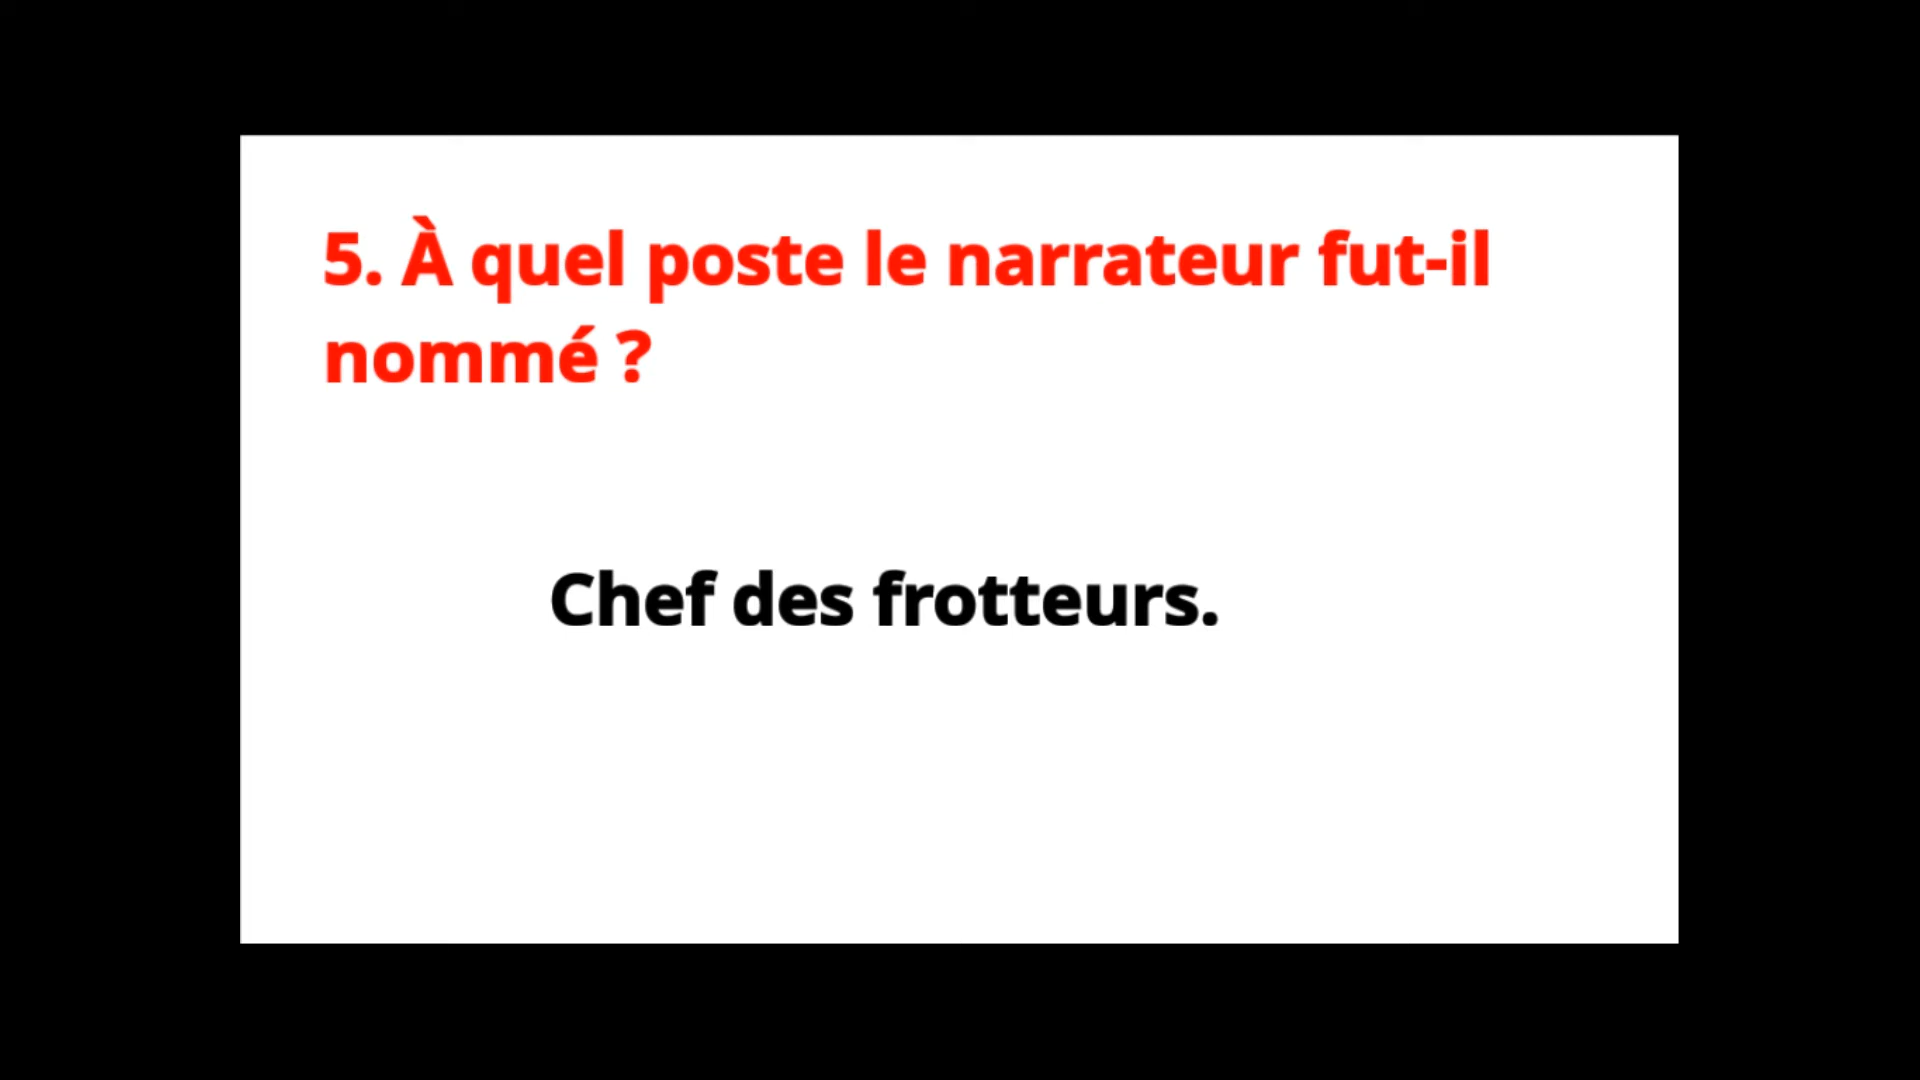 5. À quel poste le narrateur fut-il
nommé ?
Chef des frotteurs.